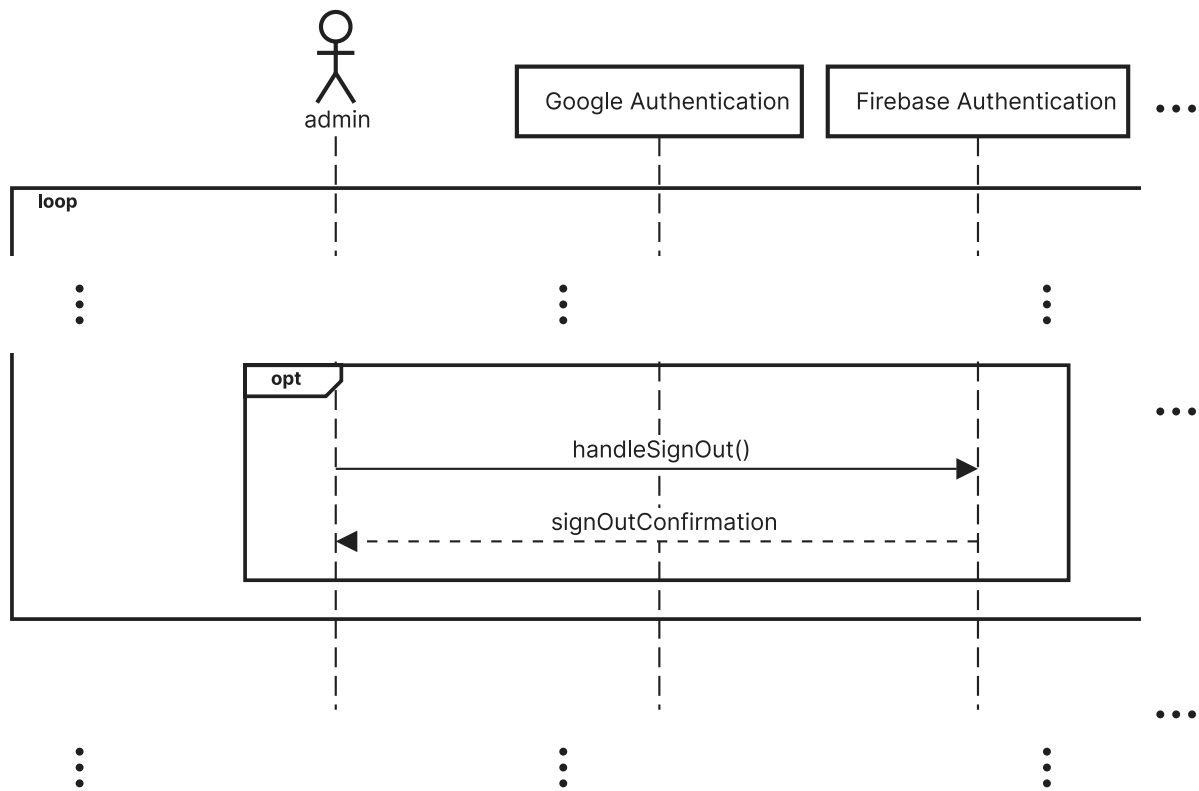 admin
Google Authentication
Firebase Authentication
loop
opt
handleSignOut()
signOutConfirmation